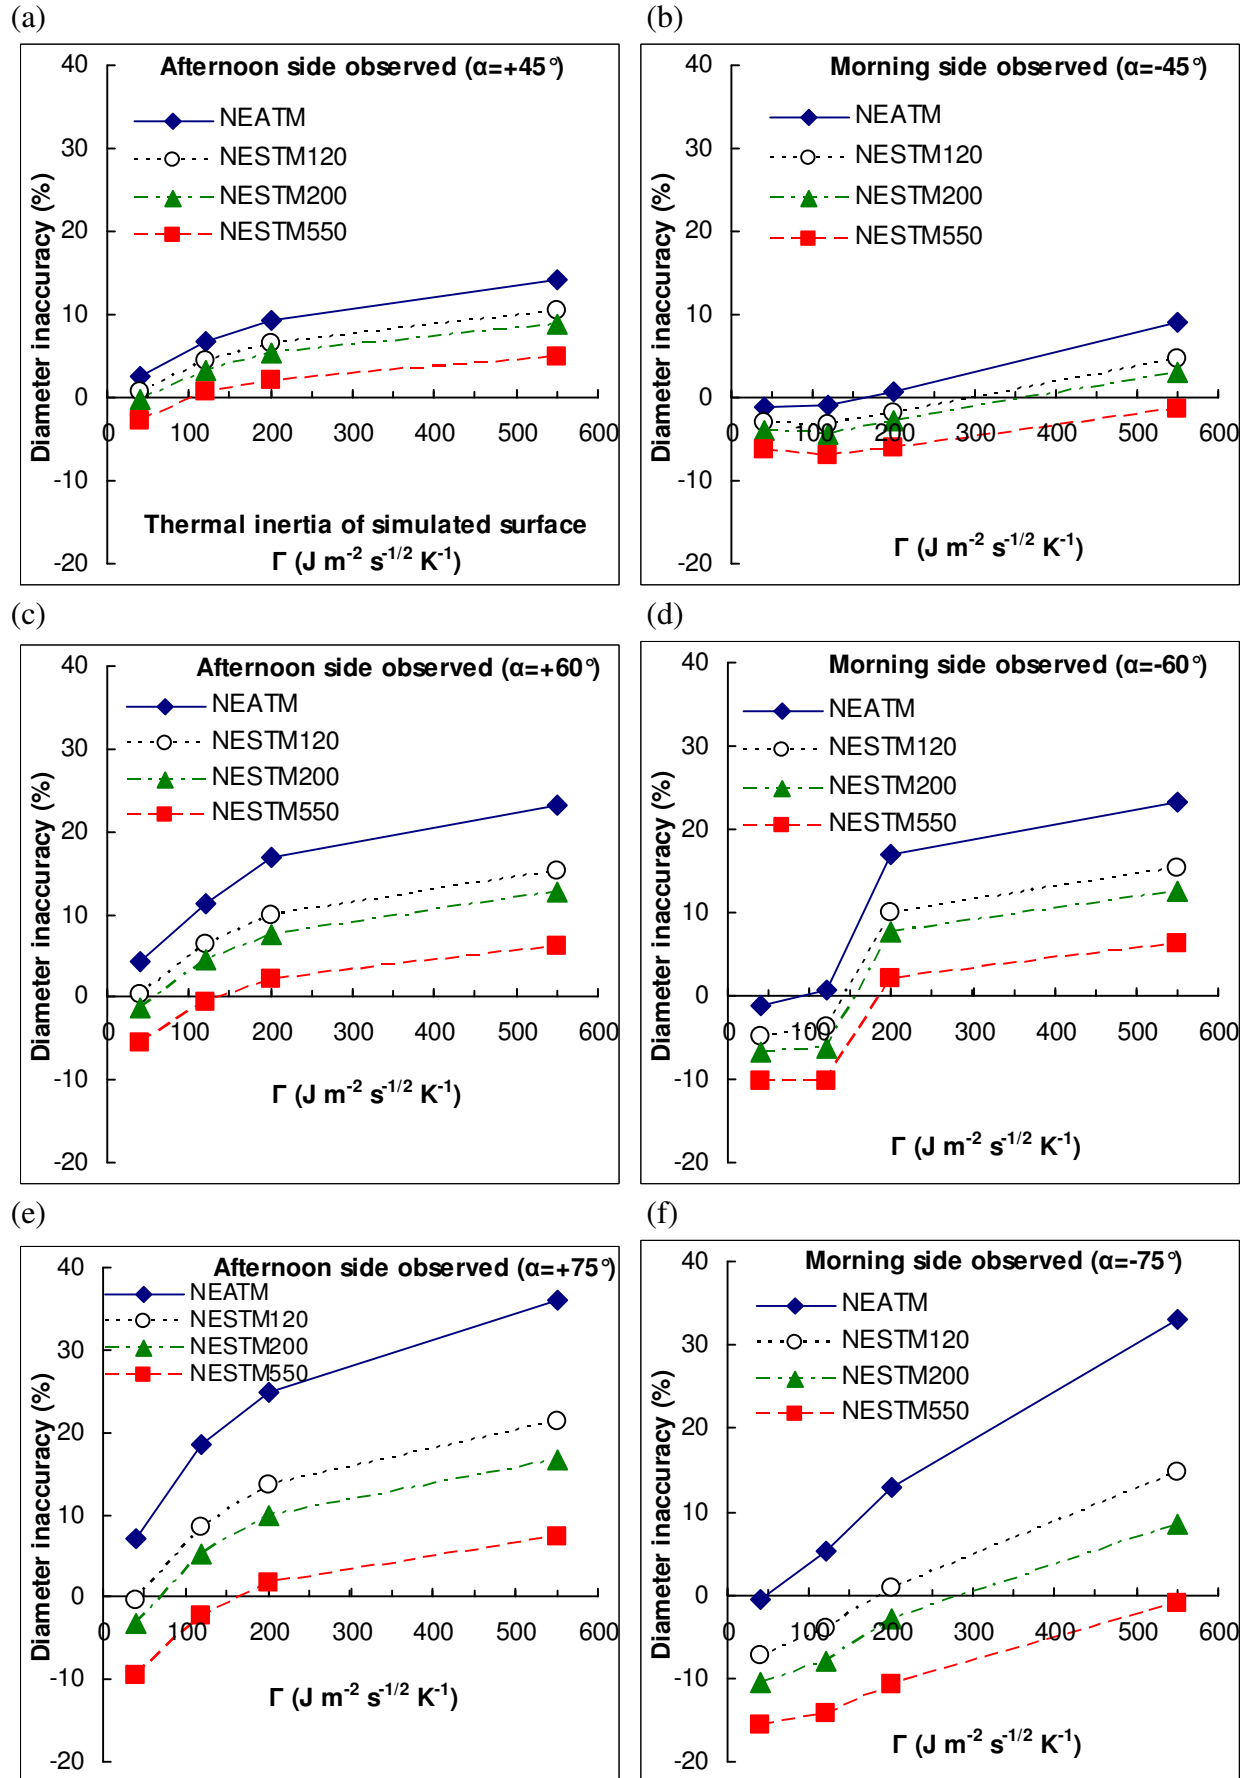 (a)
Afternoon side observed (α=+45°)
NEATM
NESTM120
NESTM200
NESTM550
Diameter inaccuracy (%)
40
30
20
10
0
-10
-20
0 100 200 300 400 500 600
Thermal inertia of simulated surface
Γ (J m⁻² s⁻¹/² K⁻¹)
(b)
Morning side observed (α=-45°)
NEATM
NESTM120
NESTM200
NESTM550
Diameter inaccuracy (%)
40
30
20
10
0
-10
-20
0 100 200 300 400 500 600
Γ (J m⁻² s⁻¹/² K⁻¹)
(c)
Afternoon side observed (α=+60°)
NEATM
NESTM120
NESTM200
NESTM550
Diameter inaccuracy (%)
40
30
20
10
0
-10
-20
0 100 200 300 400 500 600
Γ (J m⁻² s⁻¹/² K⁻¹)
(d)
Morning side observed (α=-60°)
NEATM
NESTM120
NESTM200
NESTM550
Diameter inaccuracy (%)
40
30
20
10
0
-10
-20
0 100 200 300 400 500 600
Γ (J m⁻² s⁻¹/² K⁻¹)
(e)
Afternoon side observed (α=+75°)
NEATM
NESTM120
NESTM200
NESTM550
Diameter inaccuracy (%)
40
30
20
10
0
-10
-20
0 100 200 300 400 500 600
Γ (J m⁻² s⁻¹/² K⁻¹)
(f)
Morning side observed (α=-75°)
NEATM
NESTM120
NESTM200
NESTM550
Diameter inaccuracy (%)
40
30
20
10
0
-10
-20
0 100 200 300 400 500 600
Γ (J m⁻² s⁻¹/² K⁻¹)